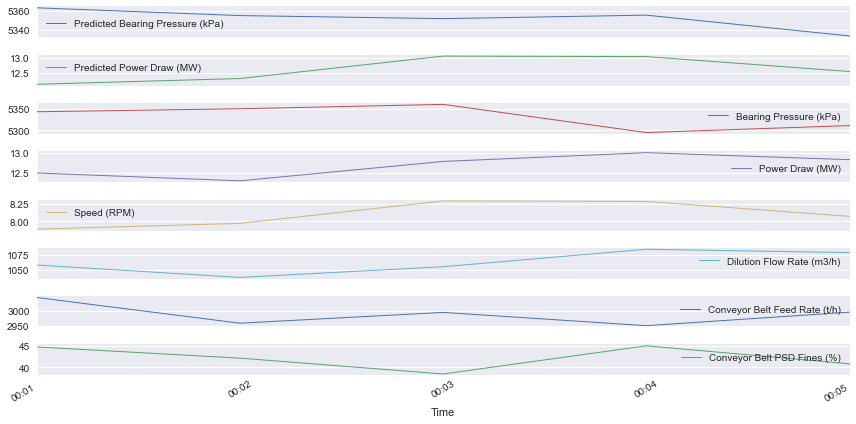 5360
5340
Predicted Bearing Pressure (kPa)
13.0
12.5
Predicted Power Draw (MW)
5350
5300
Bearing Pressure (kPa)
13.0
12.5
Power Draw (MW)
8.25
8.00
Speed (RPM)
1075
1050
Dilution Flow Rate (m3/h)
3000
2950
Conveyor Belt Feed Rate (t/h)
45
40
Conveyor Belt PSD Fines (%)
00:01 00:02 00:03 00:04 00:05
Time